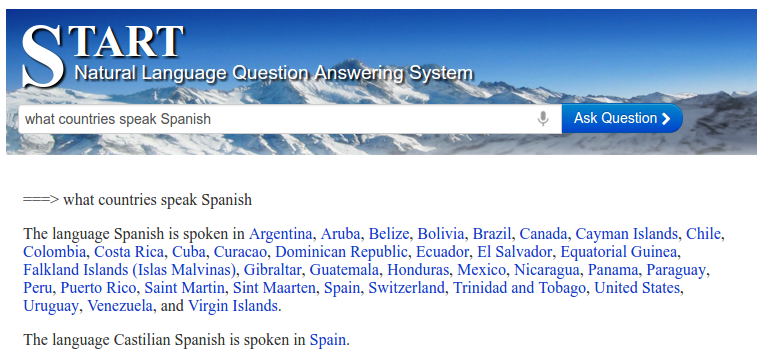 START
Natural Language Question Answering System
what countries speak Spanish
Ask Question
===> what countries speak Spanish
The language Spanish is spoken in Argentina, Aruba, Belize, Bolivia, Brazil, Canada, Cayman Islands, Chile,
Colombia, Costa Rica, Cuba, Curacao, Dominican Republic, Ecuador, El Salvador, Equatorial Guinea,
Falkland Islands (Islas Malvinas), Gibraltar, Guatemala, Honduras, Mexico, Nicaragua, Panama, Paraguay,
Peru, Puerto Rico, Saint Martin, Sint Maarten, Spain, Switzerland, Trinidad and Tobago, United States,
Uruguay, Venezuela, and Virgin Islands.
The language Castilian Spanish is spoken in Spain.